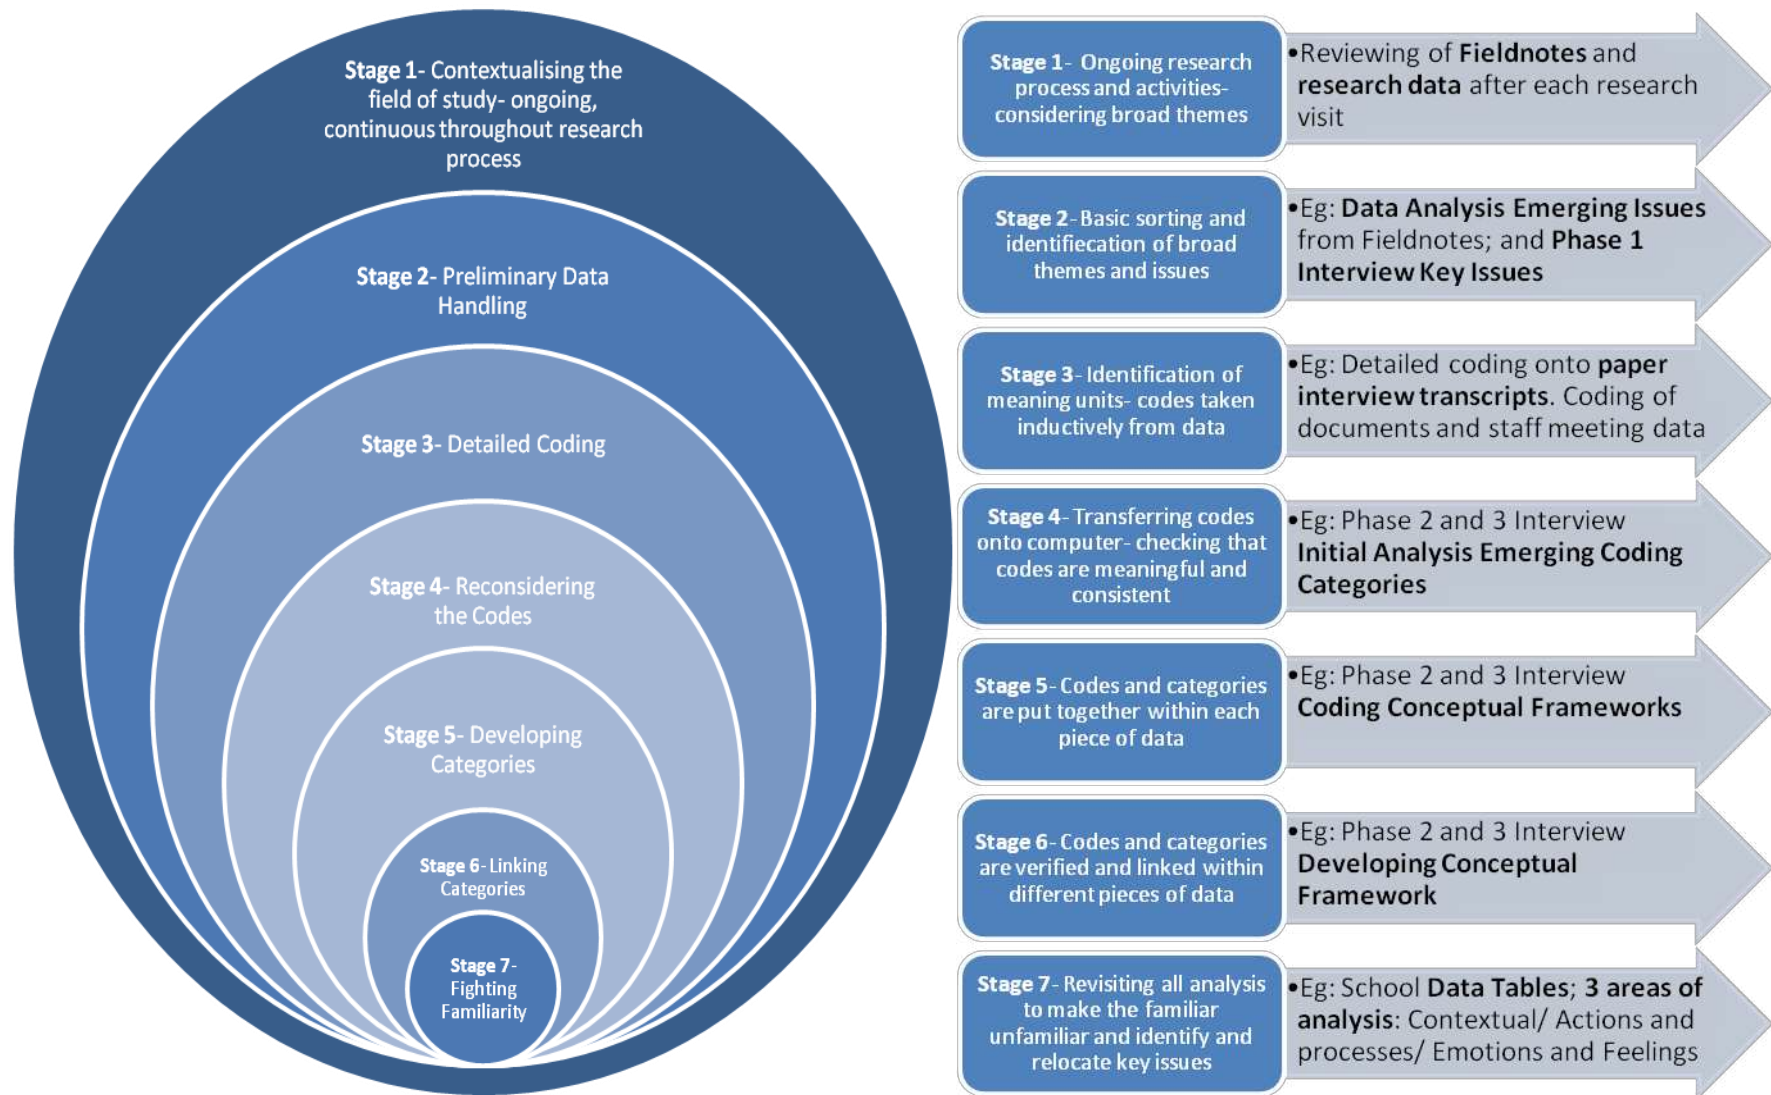 Stage 1- Contextualising the
field of study- ongoing,
continuous throughout research
process
Stage 2- Preliminary Data
Handling
Stage 3- Detailed Coding
Stage 4- Reconsidering
the Codes
Stage 5- Developing
Categories
Stage 6- Linking
Categories
Stage 7-
Fighting
Familiarity
Stage 1- Ongoing research
process and activities-
considering broad themes
•Reviewing of Fieldnotes and
research data after each research
visit
Stage 2- Basic sorting and
identifiecation of broad
themes and issues
•Eg: Data Analysis Emerging Issues
from Fieldnotes; and Phase 1
Interview Key Issues
Stage 3- Identification of
meaning units- codes taken
inductively from data
•Eg: Detailed coding onto paper
interview transcripts. Coding of
documents and staff meeting data
Stage 4- Transferring codes
onto computer- checking that
codes are meaningful and
consistent
•Eg: Phase 2 and 3 Interview
Initial Analysis Emerging Coding
Categories
Stage 5- Codes and categories
are put together within each
piece of data
•Eg: Phase 2 and 3 Interview
Coding Conceptual Frameworks
Stage 6- Codes and categories
are verified and linked within
different pieces of data
•Eg: Phase 2 and 3 Interview
Developing Conceptual
Framework
Stage 7- Revisiting all analysis
to make the familiar
unfamiliar and identify and
relocate key issues
•Eg: School Data Tables; 3 areas of
analysis: Contextual/ Actions and
processes/ Emotions and Feelings